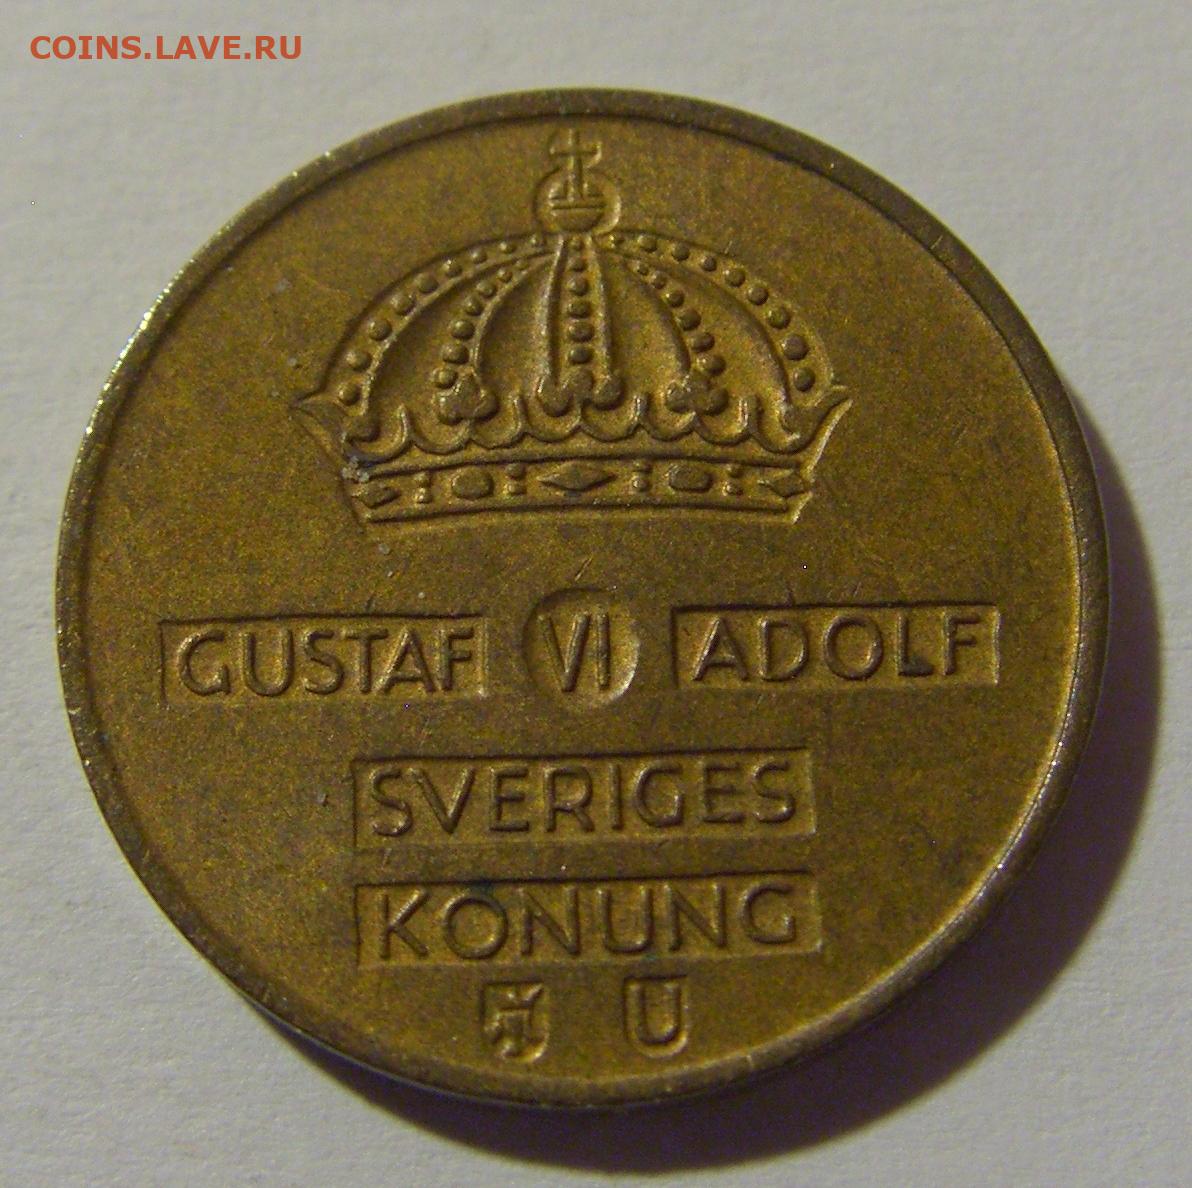 COINS.LAVE.RU
GUSTAF VI ADOLF
SVERIGES
KONUNG
U